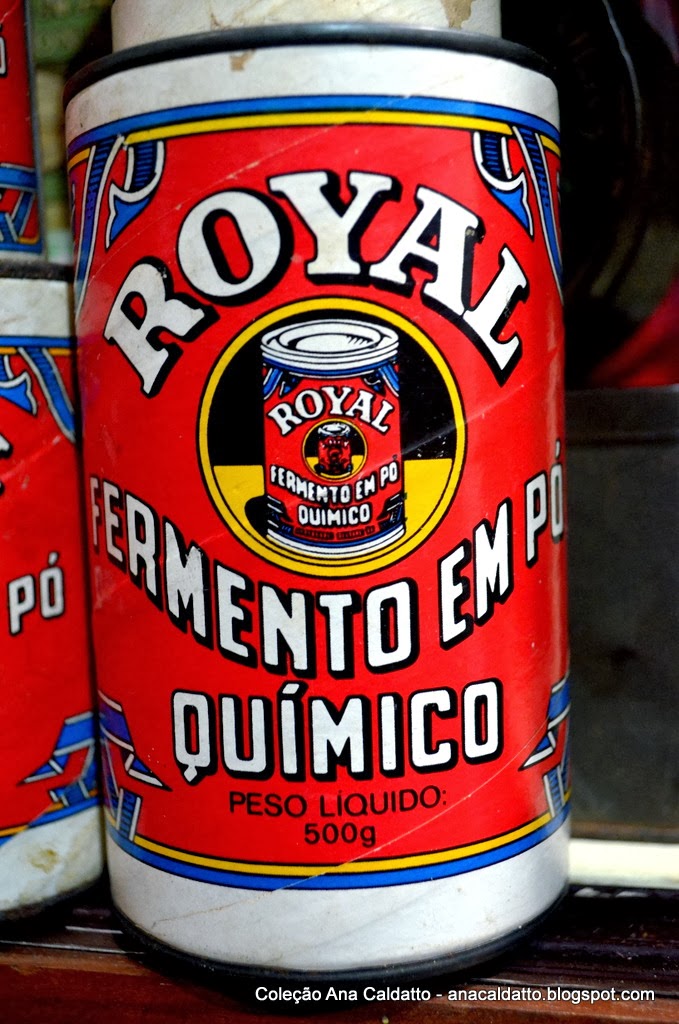 ROYAL
ROYAL
FERMENTO EM PÓ
QUIMICO
FERMENTO EM PÓ
QUÍMICO
PESO LÍQUIDO:
500g
PÓ
Coleção Ana Caldatto - anacaldatto.blogspot.com